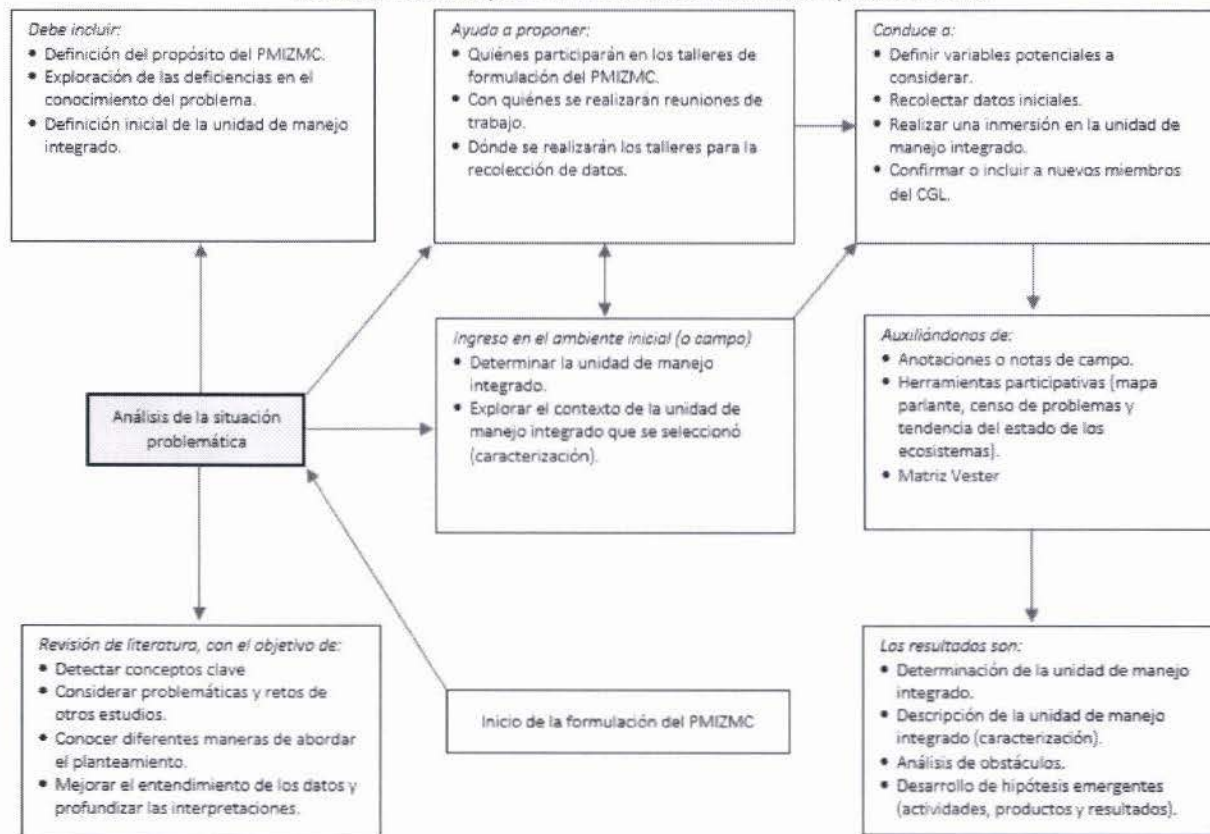 Debe incluir:
• Definición del propósito del PMIZMC.
• Exploración de las deficiencias en el
conocimiento del problema.
• Definición inicial de la unidad de manejo
integrado.
Ayuda a proponer:
• Quiénes participarán en los talleres de
formulación del PMIZMC.
• Con quiénes se realizarán reuniones de
trabajo.
• Dónde se realizarán los talleres para la
recolección de datos.
Conduce a:
• Definir variables potenciales a
considerar.
• Recolectar datos iniciales.
• Realizar una inmersión en la unidad de
manejo integrado.
• Confirmar o incluir a nuevos miembros
del CGL.
Análisis de la situación
problemática
Ingreso en el ambiente inicial (o campo)
• Determinar la unidad de manejo
integrado.
• Explorar el contexto de la unidad de
manejo integrado que se seleccionó
(caracterización).
Auxiliándonos de:
• Anotaciones o notas de campo.
• Herramientas participativas (mapa
parlante, censo de problemas y
tendencia del estado de los
ecosistemas).
• Matriz Vester
Revisión de literatura, con el objetivo de:
• Detectar conceptos clave
• Considerar problemáticas y retos de
otros estudios.
• Conocer diferentes maneras de abordar
el planteamiento.
• Mejorar el entendimiento de los datos y
profundizar las interpretaciones.
Inicio de la formulación del PMIZMC
Los resultados son:
• Determinación de la unidad de manejo
integrado.
• Descripción de la unidad de manejo
integrado (caracterización).
• Análisis de obstáculos.
• Desarrollo de hipótesis emergentes
(actividades, productos y resultados).